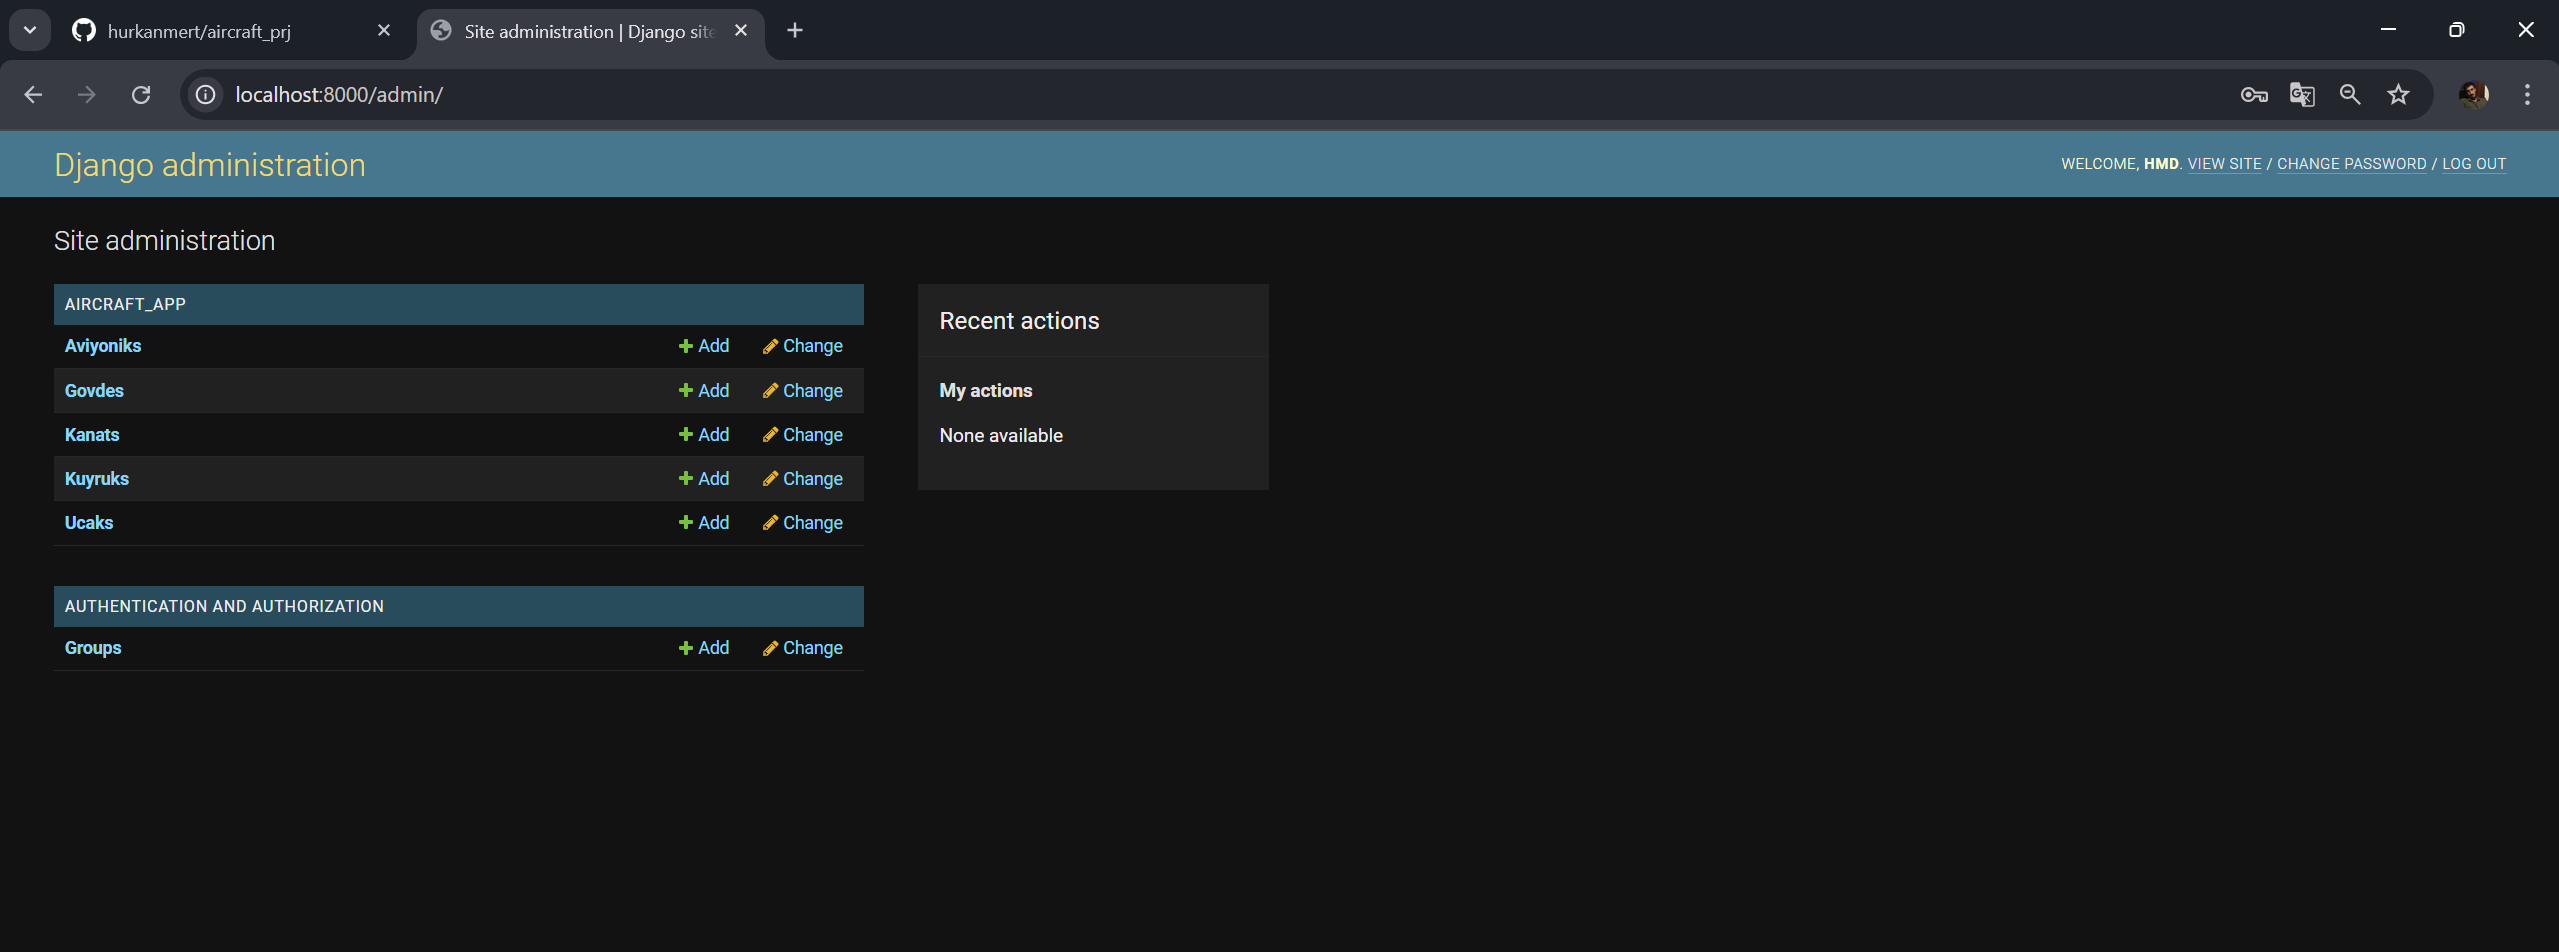 hurkanmert/aircraft_prj
Site administration | Django site
localhost:8000/admin/
Django administration
WELCOME, HMD. VIEW SITE / CHANGE PASSWORD / LOG OUT
Site administration
AIRCRAFT_APP
Aviyoniks Add Change
Govdes Add Change
Kanats Add Change
Kuyruks Add Change
Ucaks Add Change
AUTHENTICATION AND AUTHORIZATION
Groups Add Change
Recent actions
My actions
None available